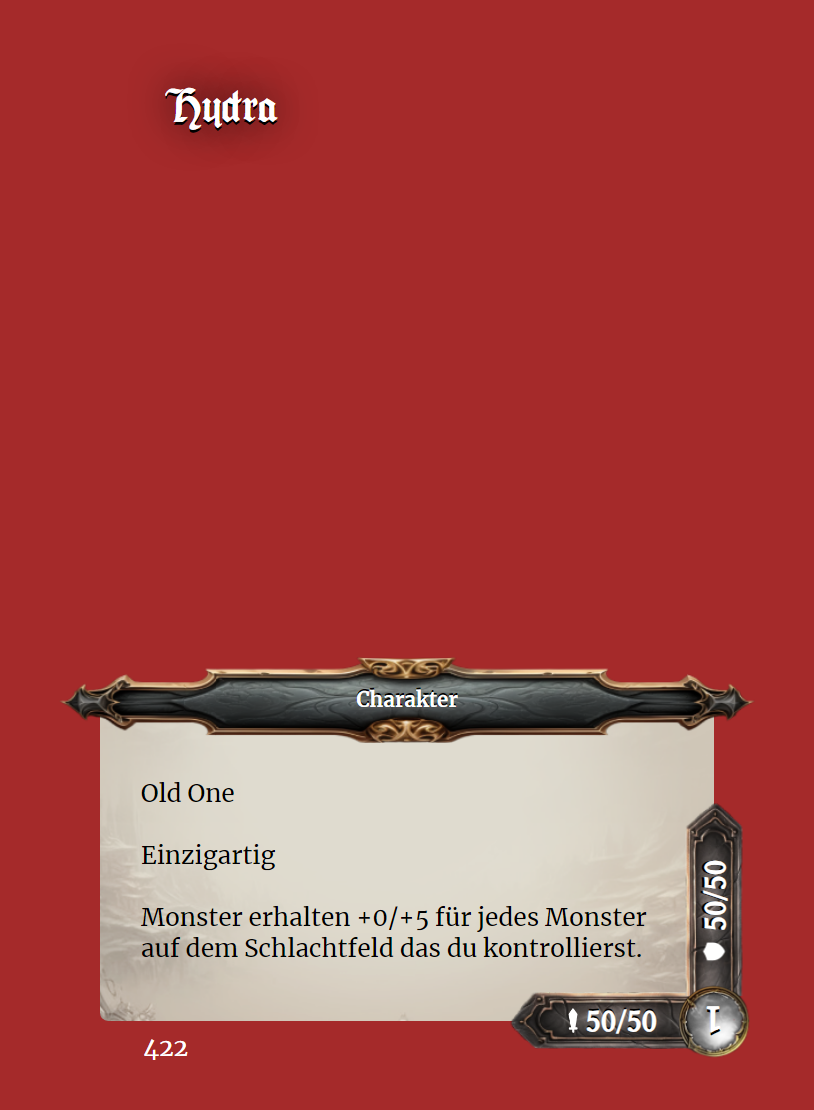 Hydra
Charakter
Old One
Einzigartig
Monster erhalten +0/+5 für jedes Monster
auf dem Schlachtfeld das du kontrollierst.
50/50
50/50
1
422